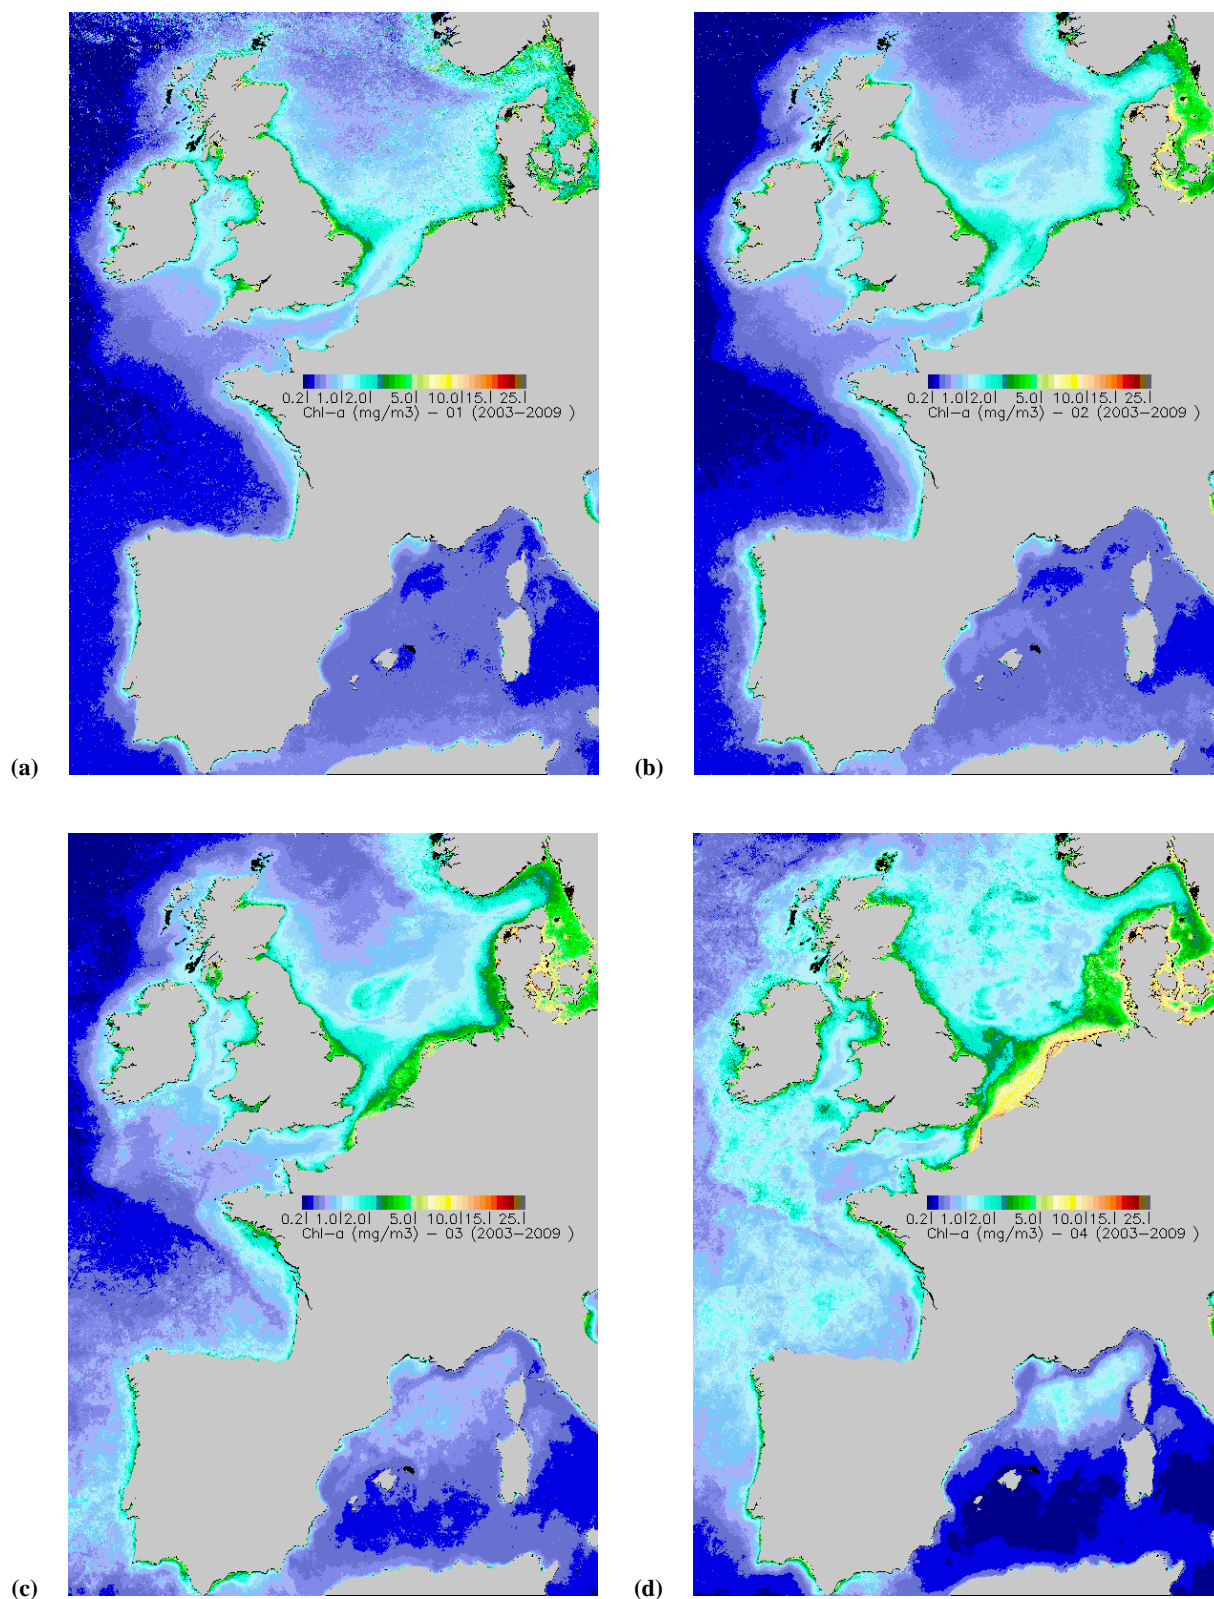 0.2| 1.0|2.0| 5.0| 10.0|15.| 25.|
Chl-a (mg/m3) - 01 (2003-2009 )
0.2| 1.0|2.0| 5.0| 10.0|15.| 25.|
Chl-a (mg/m3) - 02 (2003-2009 )
(a)
(b)
0.2| 1.0|2.0| 5.0| 10.0|15.| 25.|
Chl-a (mg/m3) - 03 (2003-2009 )
0.2| 1.0|2.0| 5.0| 10.0|15.| 25.|
Chl-a (mg/m3) - 04 (2003-2009 )
(c)
(d)